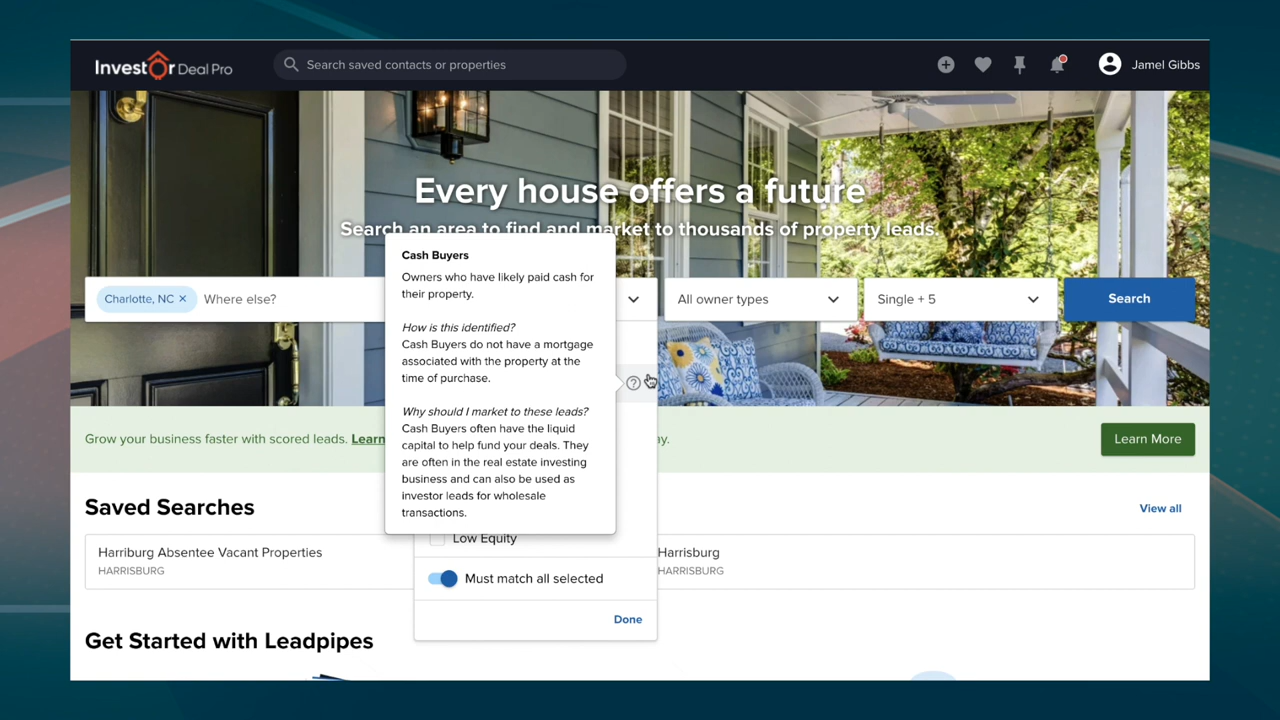 InvestOr Deal Pro
Search saved contacts or properties
Jamel Gibbs
Every house offers a future
Search an area to find and market to thousands of property leads.
Charlotte, NC ×
Where else?
All owner types
Single + 5
Search
Cash Buyers
Owners who have likely paid cash for
their property.
How is this identified?
Cash Buyers do not have a mortgage
associated with the property at the
time of purchase.
Why should I market to these leads?
Cash Buyers often have the liquid
capital to help fund your deals. They
are often in the real estate investing
business and can also be used as
investor leads for wholesale
transactions.
Grow your business faster with scored leads. Learn
Learn More
Saved Searches
View all
Harriburg Absentee Vacant Properties
HARRISBURG
Harrisburg
HARRISBURG
Low Equity
Must match all selected
Done
Get Started with Leadpipes